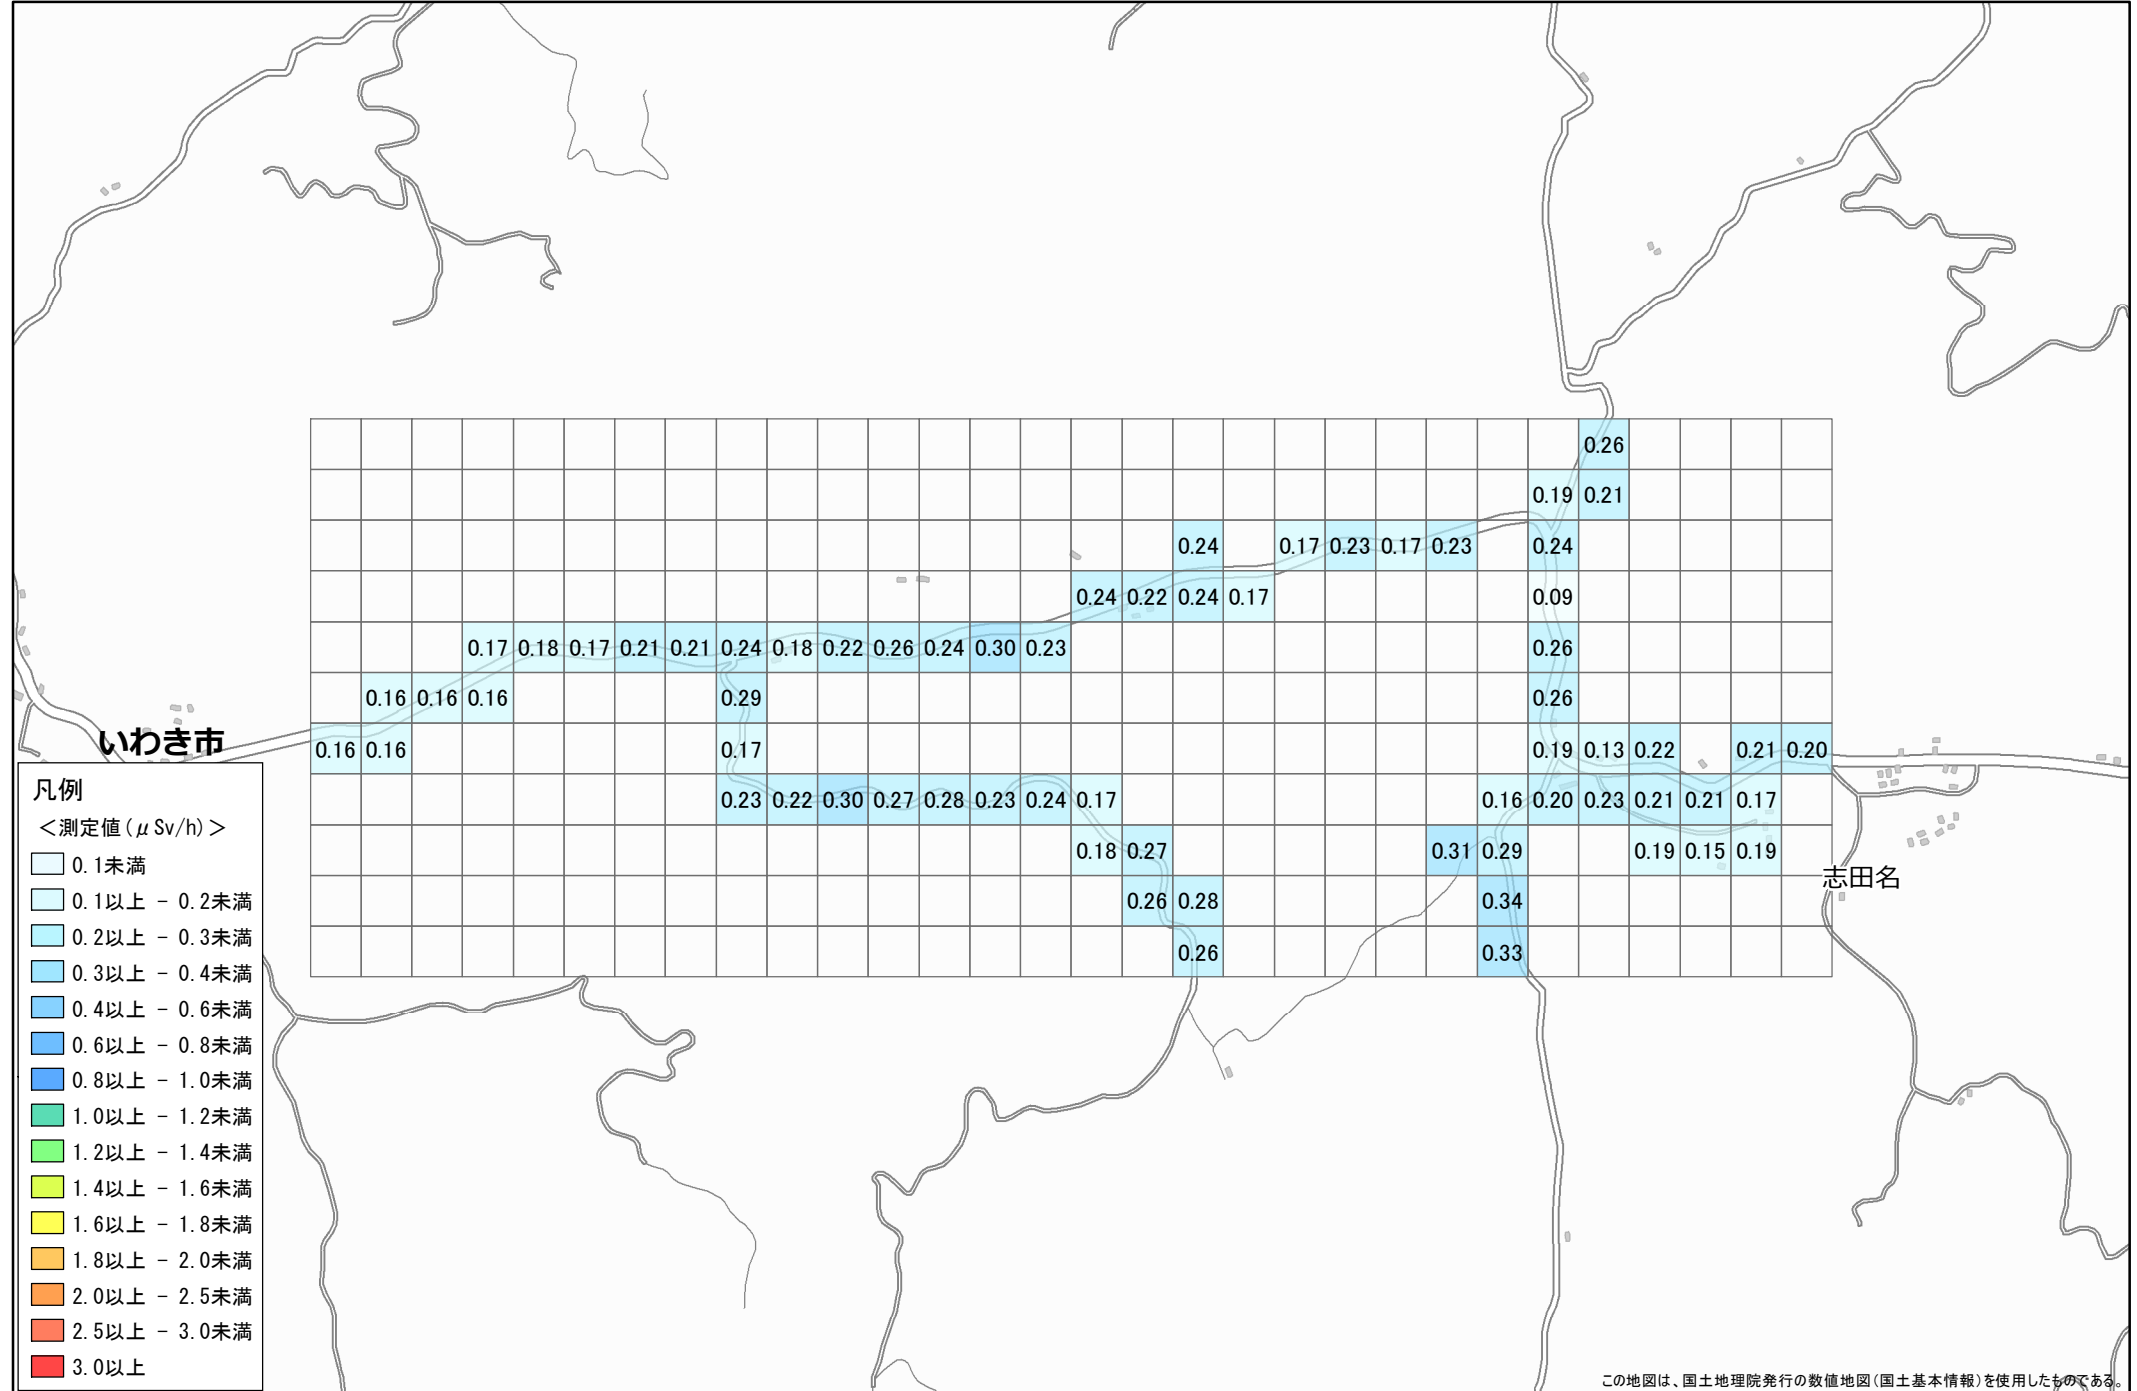 0.26
0.19 0.21
0.24 0.17 0.23 0.17 0.23 0.24
0.24 0.22 0.24 0.17 0.09
0.17 0.18 0.17 0.21 0.21 0.24 0.18 0.22 0.26 0.24 0.30 0.23 0.26
0.16 0.16 0.16 0.29 0.26
いわき市
0.16 0.16 0.17 0.19 0.13 0.22 0.21 0.20
0.23 0.22 0.30 0.27 0.28 0.23 0.24 0.17 0.16 0.20 0.23 0.21 0.21 0.17
0.18 0.27 0.31 0.29 0.19 0.15 0.19
志田名
0.26 0.28 0.34
0.26 0.33
凡例
＜測定値(μSv/h)＞
0.1未満
0.1以上 - 0.2未満
0.2以上 - 0.3未満
0.3以上 - 0.4未満
0.4以上 - 0.6未満
0.6以上 - 0.8未満
0.8以上 - 1.0未満
1.0以上 - 1.2未満
1.2以上 - 1.4未満
1.4以上 - 1.6未満
1.6以上 - 1.8未満
1.8以上 - 2.0未満
2.0以上 - 2.5未満
2.5以上 - 3.0未満
3.0以上
この地図は、国土地理院発行の数値地図(国土基本情報)を使用したものである。